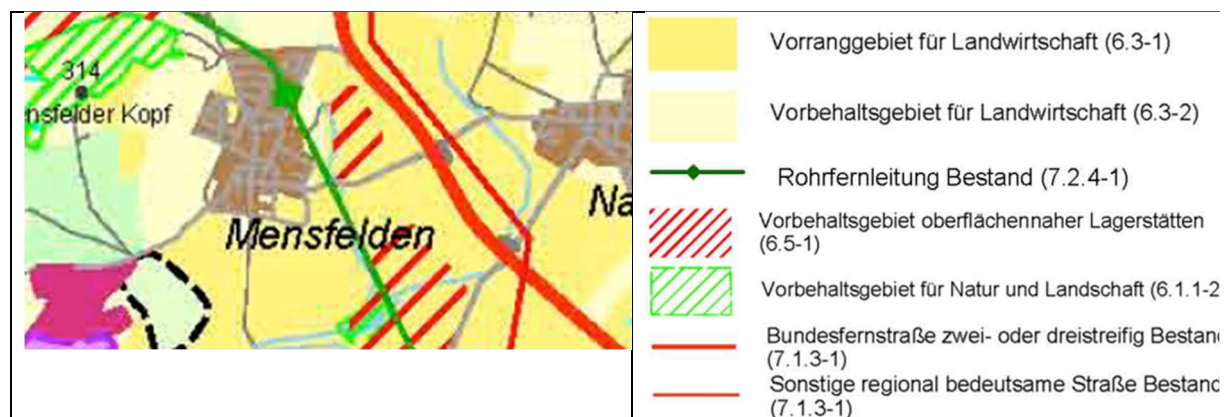 314
nsfelder Kopf
Mensfelden
Na
Vorranggebiet für Landwirtschaft (6.3-1)
Vorbehaltsgebiet für Landwirtschaft (6.3-2)
Rohrfernleitung Bestand (7.2.4-1)
Vorbehaltsgebiet oberflächennaher Lagerstätten
(6.5-1)
Vorbehaltsgebiet für Natur und Landschaft (6.1.1-2
Bundesfernstraße zwei- oder dreistreifig Bestand
(7.1.3-1)
Sonstige regional bedeutsame Straße Bestand
(7.1.3-1)